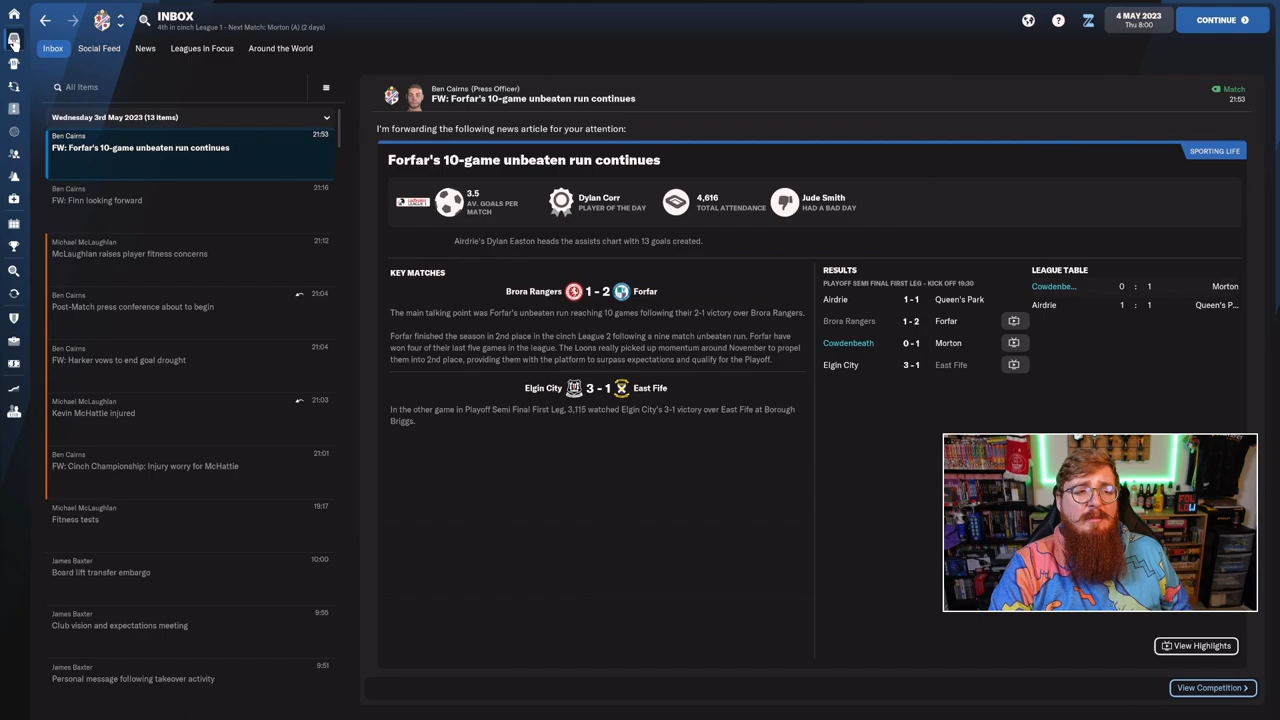 INBOX
4th in cinch League 1 - Next Match: Morton (A) (2 days)
4 MAY 2023
Thu 8:00
CONTINUE
Inbox
Social Feed
News
Leagues in Focus
Around the World
All Items
Wednesday 3rd May 2023 (13 Items)
Ben Cairns
21:53
FW: Forfar's 10-game unbeaten run continues
Ben Cairns
21:16
FW: Finn looking forward
Michael McLaughlan
21:12
McLaughlan raises player fitness concerns
Ben Cairns
21:04
Post-Match press conference about to begin
Ben Cairns
21:04
FW: Harker vows to end goal drought
Michael McLaughlan
21:03
Kevin McHattie injured
Ben Cairns
21:01
FW: Cinch Championship: Injury worry for McHattie
Michael McLaughlan
19:17
Fitness tests
James Baxter
10:00
Board lift transfer embargo
James Baxter
9:55
Club vision and expectations meeting
James Baxter
9:51
Personal message following takeover activity
Ben Cairns (Press Officer)
FW: Forfar's 10-game unbeaten run continues
Match
21:53
I'm forwarding the following news article for your attention:
SPORTING LIFE
Forfar's 10-game unbeaten run continues
3.5
AV. GOALS PER
MATCH
Dylan Corr
PLAYER OF THE DAY
4,616
TOTAL ATTENDANCE
Jude Smith
HAD A BAD DAY
Airdrie's Dylan Easton heads the assists chart with 13 goals created.
KEY MATCHES
Brora Rangers 1 - 2 Forfar
The main talking point was Forfar's unbeaten run reaching 10 games following their 2-1 victory over Brora Rangers.
Forfar finished the season in 2nd place in the cinch League 2 following a nine match unbeaten run. Forfar have
won four of their last five games in the league. The Loons really picked up momentum around November to propel
them into 2nd place, providing them with the platform to surpass expectations and qualify for the Playoff.
Elgin City 3 - 1 East Fife
In the other game in Playoff Semi Final First Leg, 3,115 watched Elgin City's 3-1 victory over East Fife at Borough
Briggs.
RESULTS
PLAYOFF SEMI FINAL FIRST LEG - KICK OFF 19:30
Airdrie 1 - 1 Queen's Park
Brora Rangers 1 - 2 Forfar
Cowdenbeath 0 - 1 Morton
Elgin City 3 - 1 East Fife
LEAGUE TABLE
Cowdenbe... 0 : 1 Morton
Airdrie 1 : 1 Queen's P...
FOL
LOW
View Highlights
View Competition